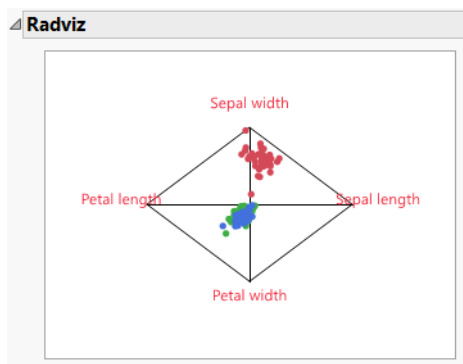 Radviz
Sepal width
Petal length
Sepal length
Petal width